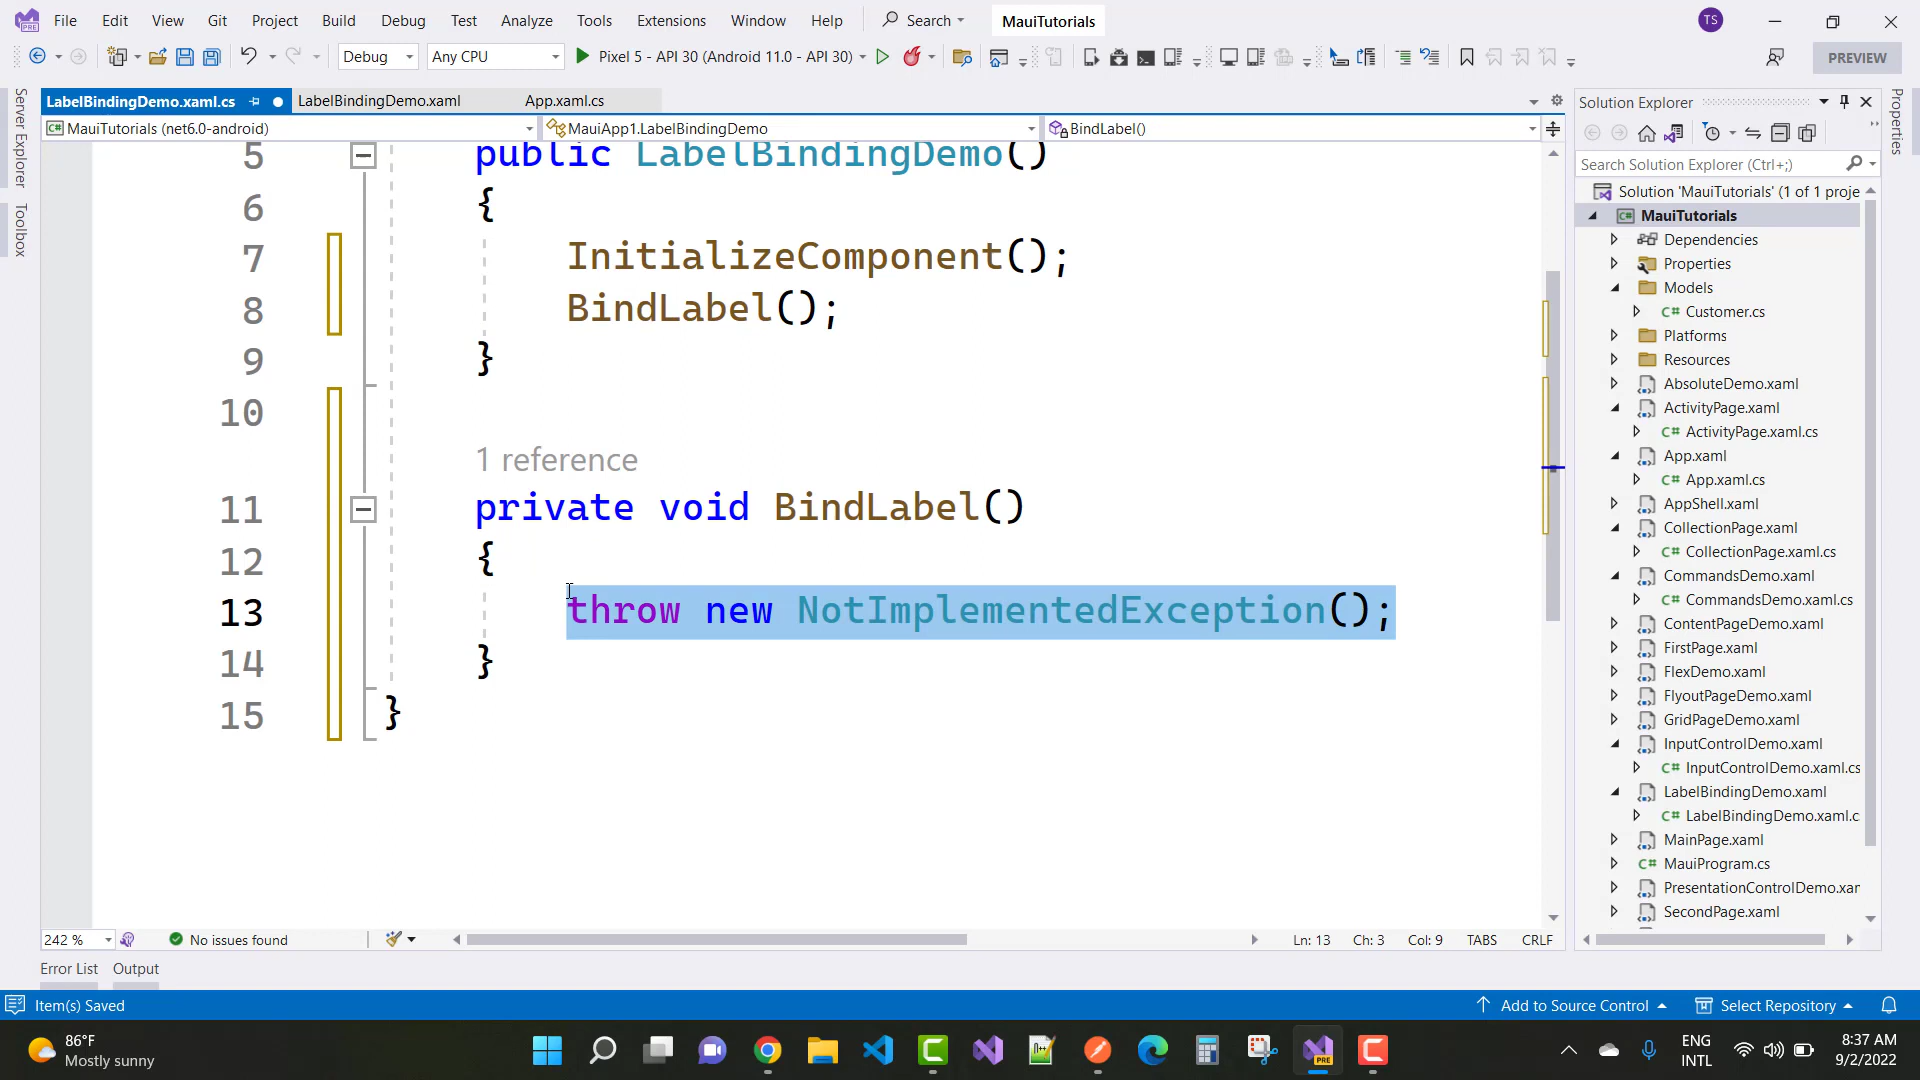 File Edit View Git Project Build Debug Test Analyze Tools Extensions Window Help Search MauiTutorials TS
Debug Any CPU Pixel 5 - API 30 (Android 11.0 - API 30) PREVIEW
LabelBindingDemo.xaml.cs LabelBindingDemo.xaml App.xaml.cs
MauiTutorials (net6.0-android) MauiApp1.LabelBindingDemo BindLabel()
Server Explorer
Toolbox
5 public LabelBindingDemo()
6 {
7 InitializeComponent();
8 BindLabel();
9 }
10
1 reference
11 private void BindLabel()
12 {
13 throw new NotImplementedException();
14 }
15 }
242 % No issues found Ln: 13 Ch: 3 Col: 9 TABS CRLF
Error List Output
Solution Explorer
Search Solution Explorer (Ctrl+;)
Solution 'MauiTutorials' (1 of 1 proje
MauiTutorials
Dependencies
Properties
Models
C# Customer.cs
Platforms
Resources
AbsoluteDemo.xaml
ActivityPage.xaml
C# ActivityPage.xaml.cs
App.xaml
C# App.xaml.cs
AppShell.xaml
CollectionPage.xaml
C# CollectionPage.xaml.cs
CommandsDemo.xaml
C# CommandsDemo.xaml.cs
ContentPageDemo.xaml
FirstPage.xaml
FlexDemo.xaml
FlyoutPageDemo.xaml
GridPageDemo.xaml
InputControlDemo.xaml
C# InputControlDemo.xaml.cs
LabelBindingDemo.xaml
C# LabelBindingDemo.xaml.c
MainPage.xaml
C# MauiProgram.cs
PresentationControlDemo.xar
SecondPage.xaml
Properties
Item(s) Saved Add to Source Control Select Repository
86°F
Mostly sunny
ENG
INTL
8:37 AM
9/2/2022